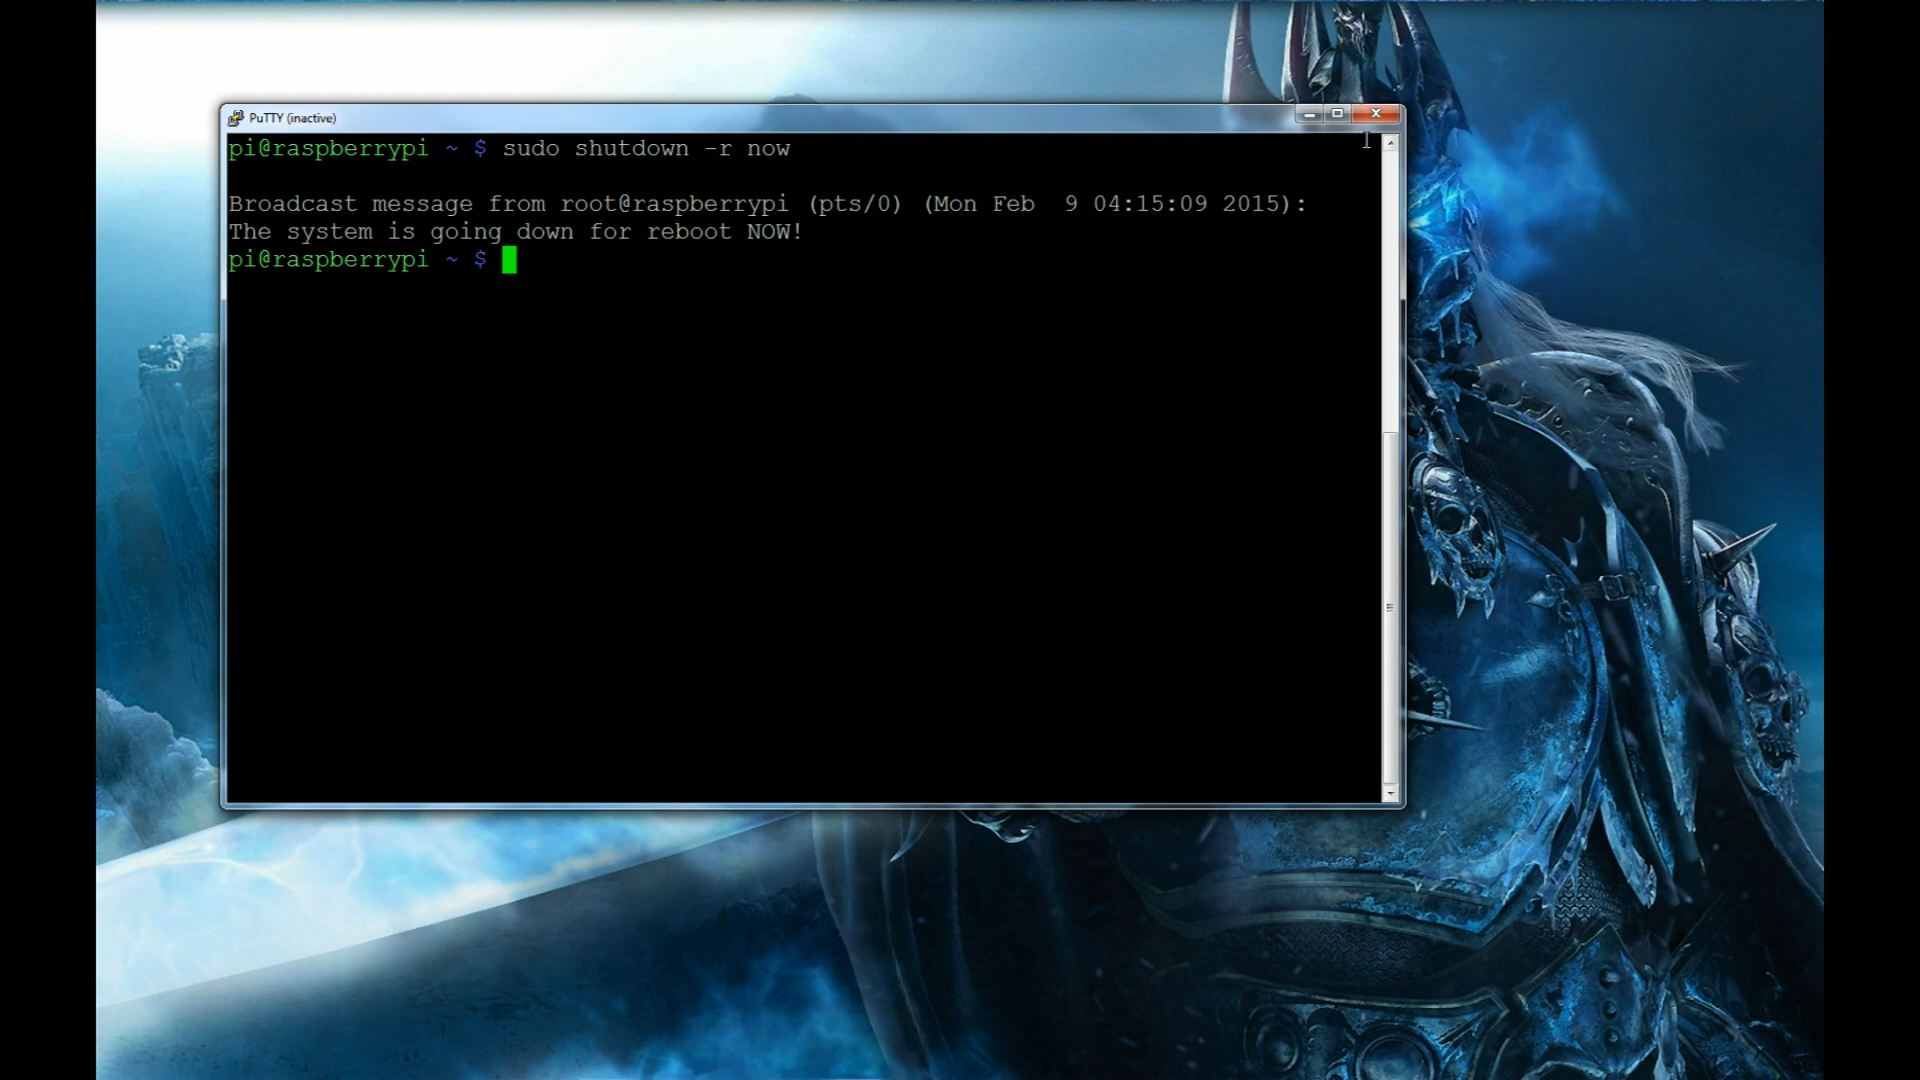 PuTTY (inactive)
pi@raspberrypi ~ $ sudo shutdown -r now
Broadcast message from root@raspberrypi (pts/0) (Mon Feb  9 04:15:09 2015):
The system is going down for reboot NOW!
pi@raspberrypi ~ $